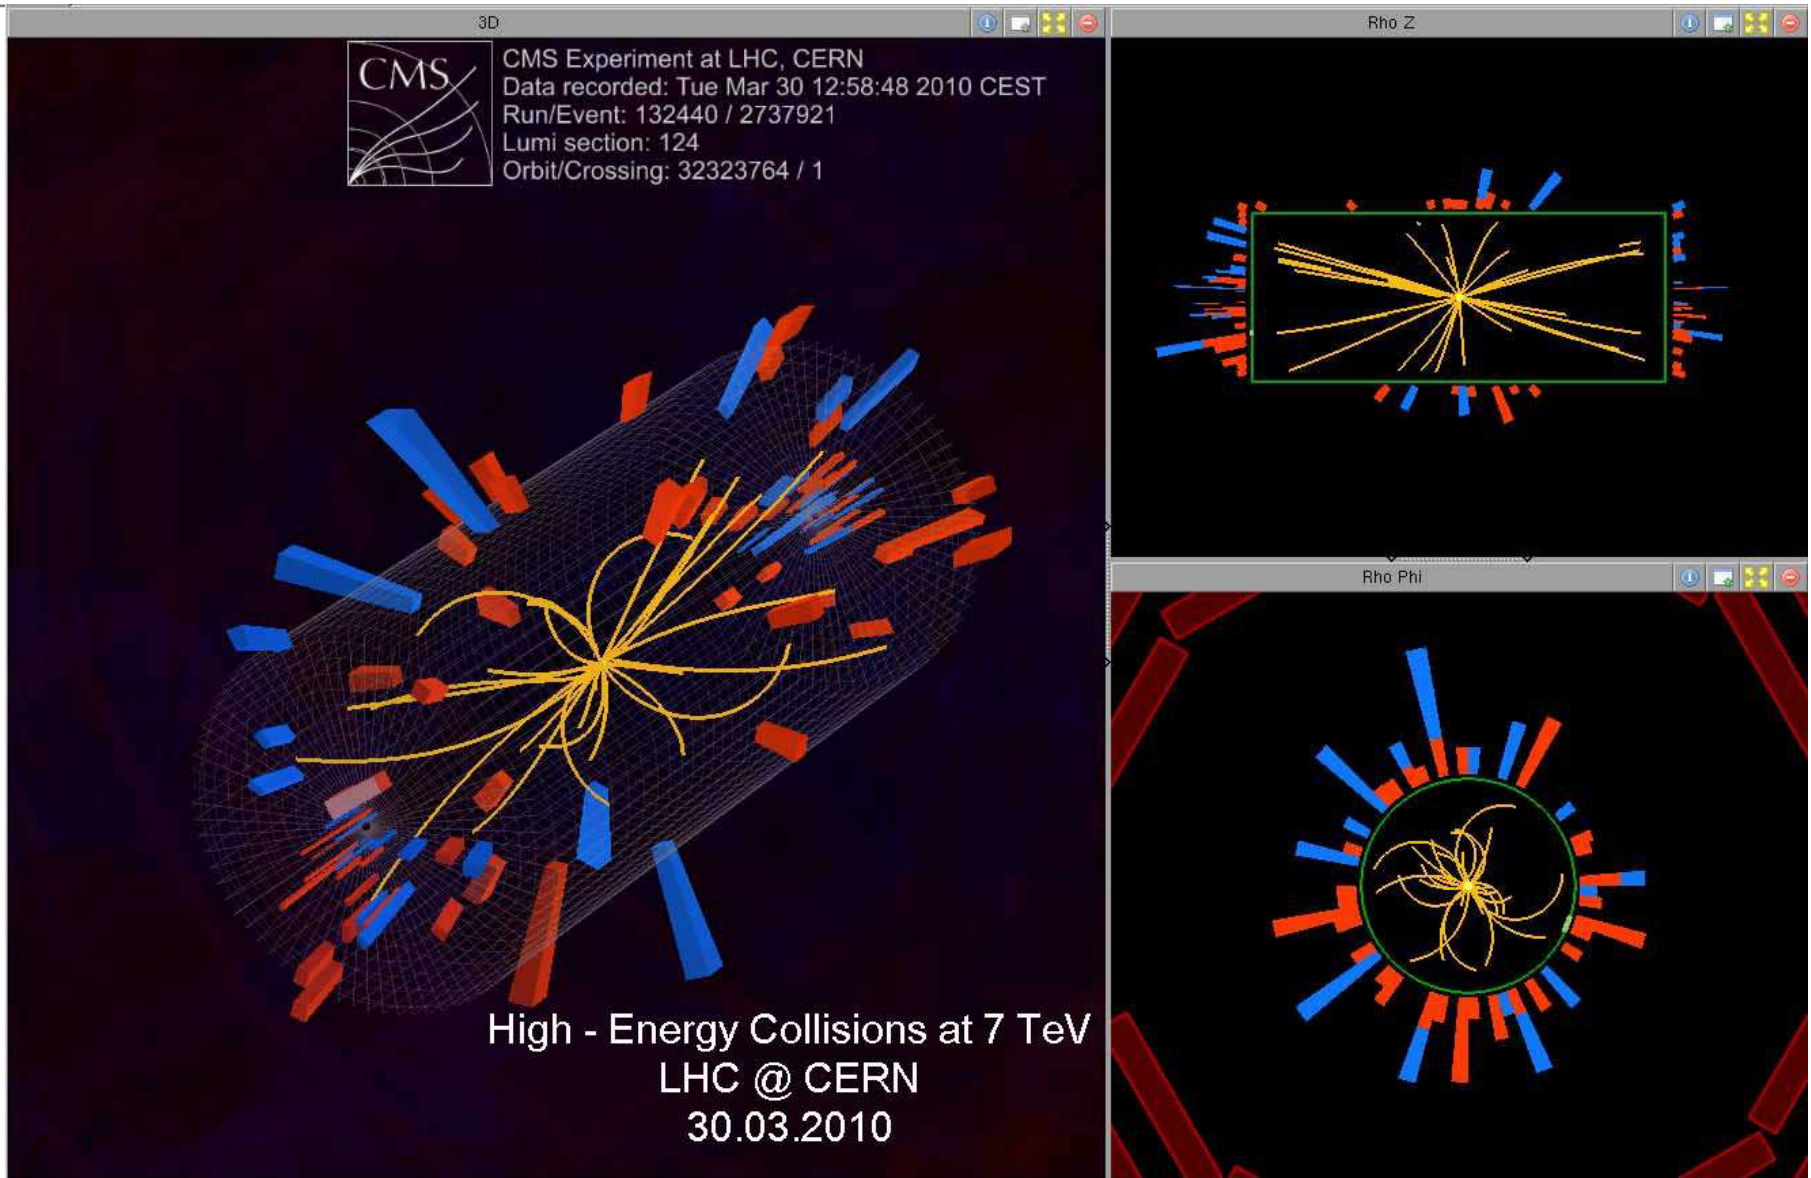 3D
CMS
CMS Experiment at LHC, CERN
Data recorded: Tue Mar 30 12:58:48 2010 CEST
Run/Event: 132440 / 2737921
Lumi section: 124
Orbit/Crossing: 32323764 / 1
High - Energy Collisions at 7 TeV
LHC @ CERN
30.03.2010
Rho Z
Rho Phi